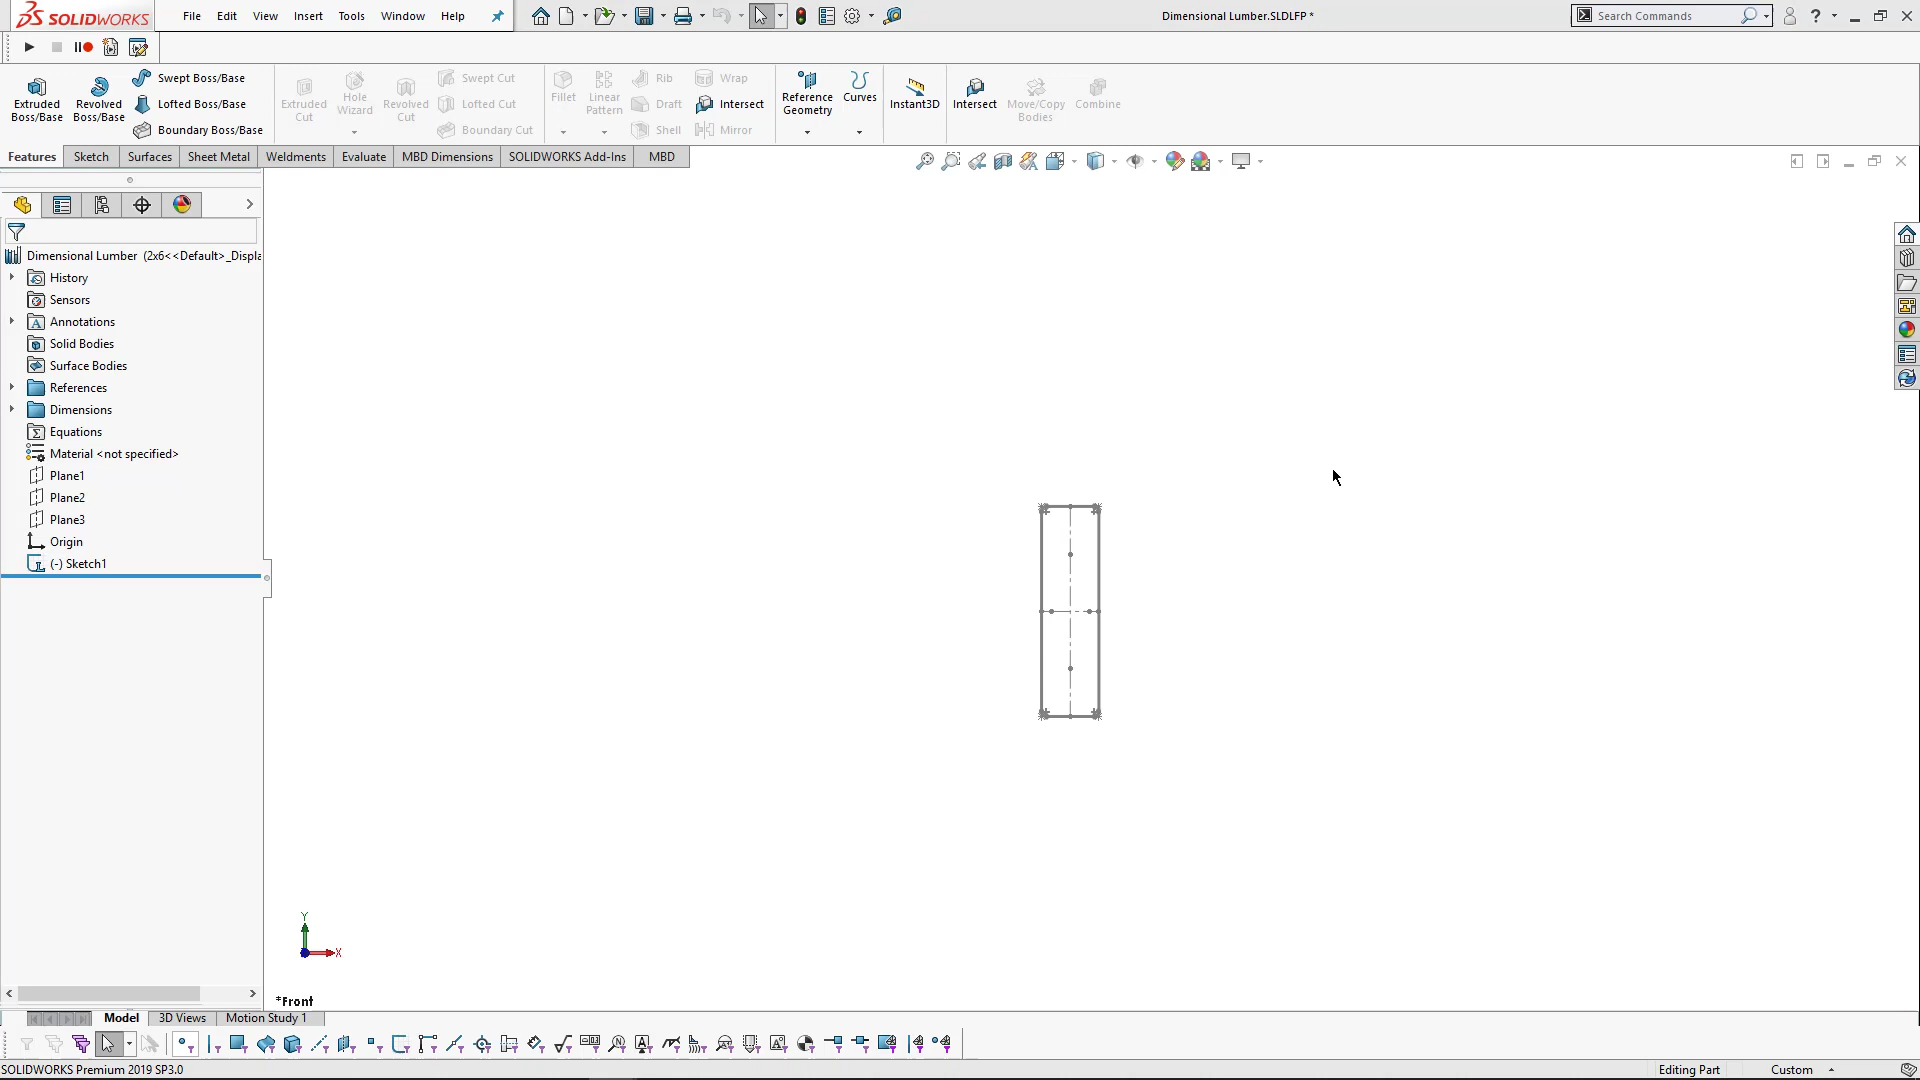 SOLIDWORKS File Edit View Insert Tools Window Help Dimensional Lumber.SLDLFP * Search Commands
Extruded Boss/Base
Revolved Boss/Base
Swept Boss/Base
Lofted Boss/Base
Boundary Boss/Base
Extruded Cut
Hole Wizard
Revolved Cut
Swept Cut
Lofted Cut
Boundary Cut
Fillet
Linear Pattern
Rib
Draft
Shell
Wrap
Intersect
Mirror
Reference Geometry
Curves
Instant3D
Intersect
Move/Copy Bodies
Combine
Features Sketch Surfaces Sheet Metal Weldments Evaluate MBD Dimensions SOLIDWORKS Add-Ins MBD
Dimensional Lumber (2x6<<Default>_Displa
History
Sensors
Annotations
Solid Bodies
Surface Bodies
References
Dimensions
Equations
Material <not specified>
Plane1
Plane2
Plane3
Origin
(-) Sketch1
Y
X
*Front
Model 3D Views Motion Study 1
SOLIDWORKS Premium 2019 SP3.0 Editing Part Custom